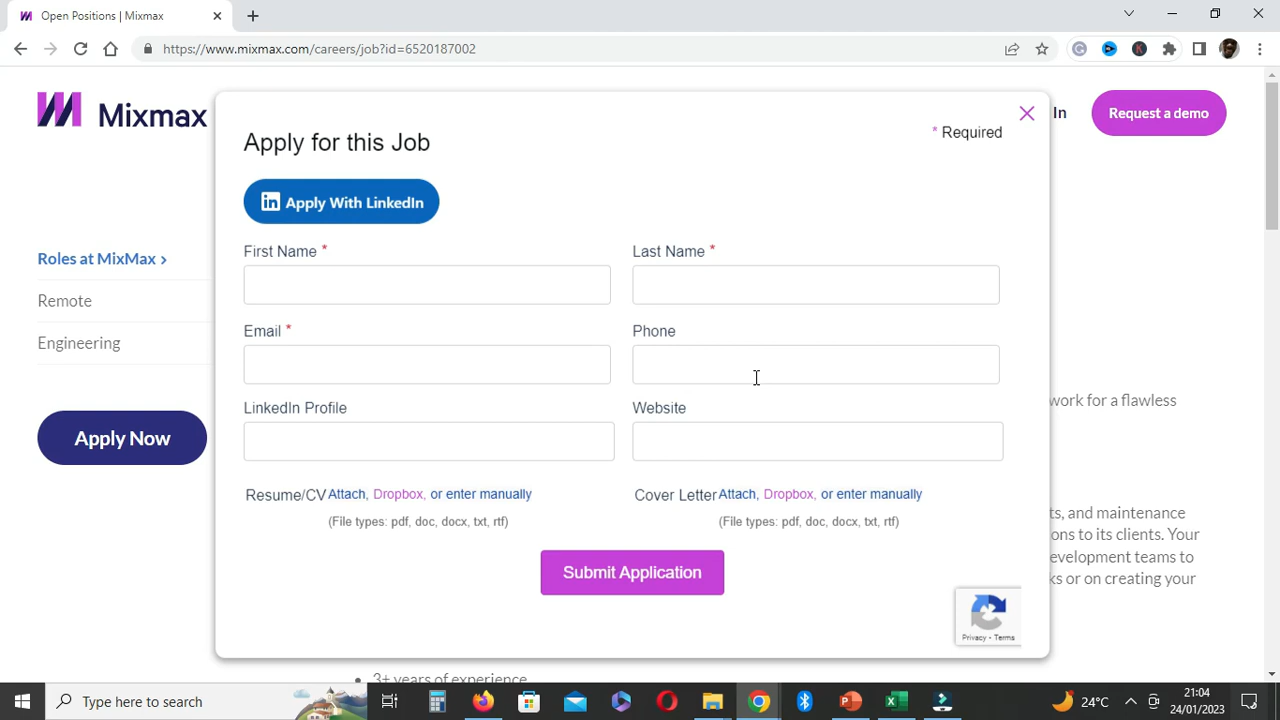 Open Positions | Mixmax
https://www.mixmax.com/careers/job?id=6520187002
Mixmax
In
Request a demo
Apply for this Job
* Required
in Apply With LinkedIn
First Name *
Last Name *
Roles at MixMax >
Remote
Email *
Phone
Engineering
work for a flawless
LinkedIn Profile
Website
Apply Now
Resume/CV Attach, Dropbox, or enter manually
(File types: pdf, doc, docx, txt, rtf)
Cover Letter Attach, Dropbox, or enter manually
(File types: pdf, doc, docx, txt, rtf)
ts, and maintenance
ons to its clients. Your
evelopment teams to
ks or on creating your
Submit Application
Privacy - Terms
3+ years of experience
Type here to search
24°C
21:04
24/01/2023